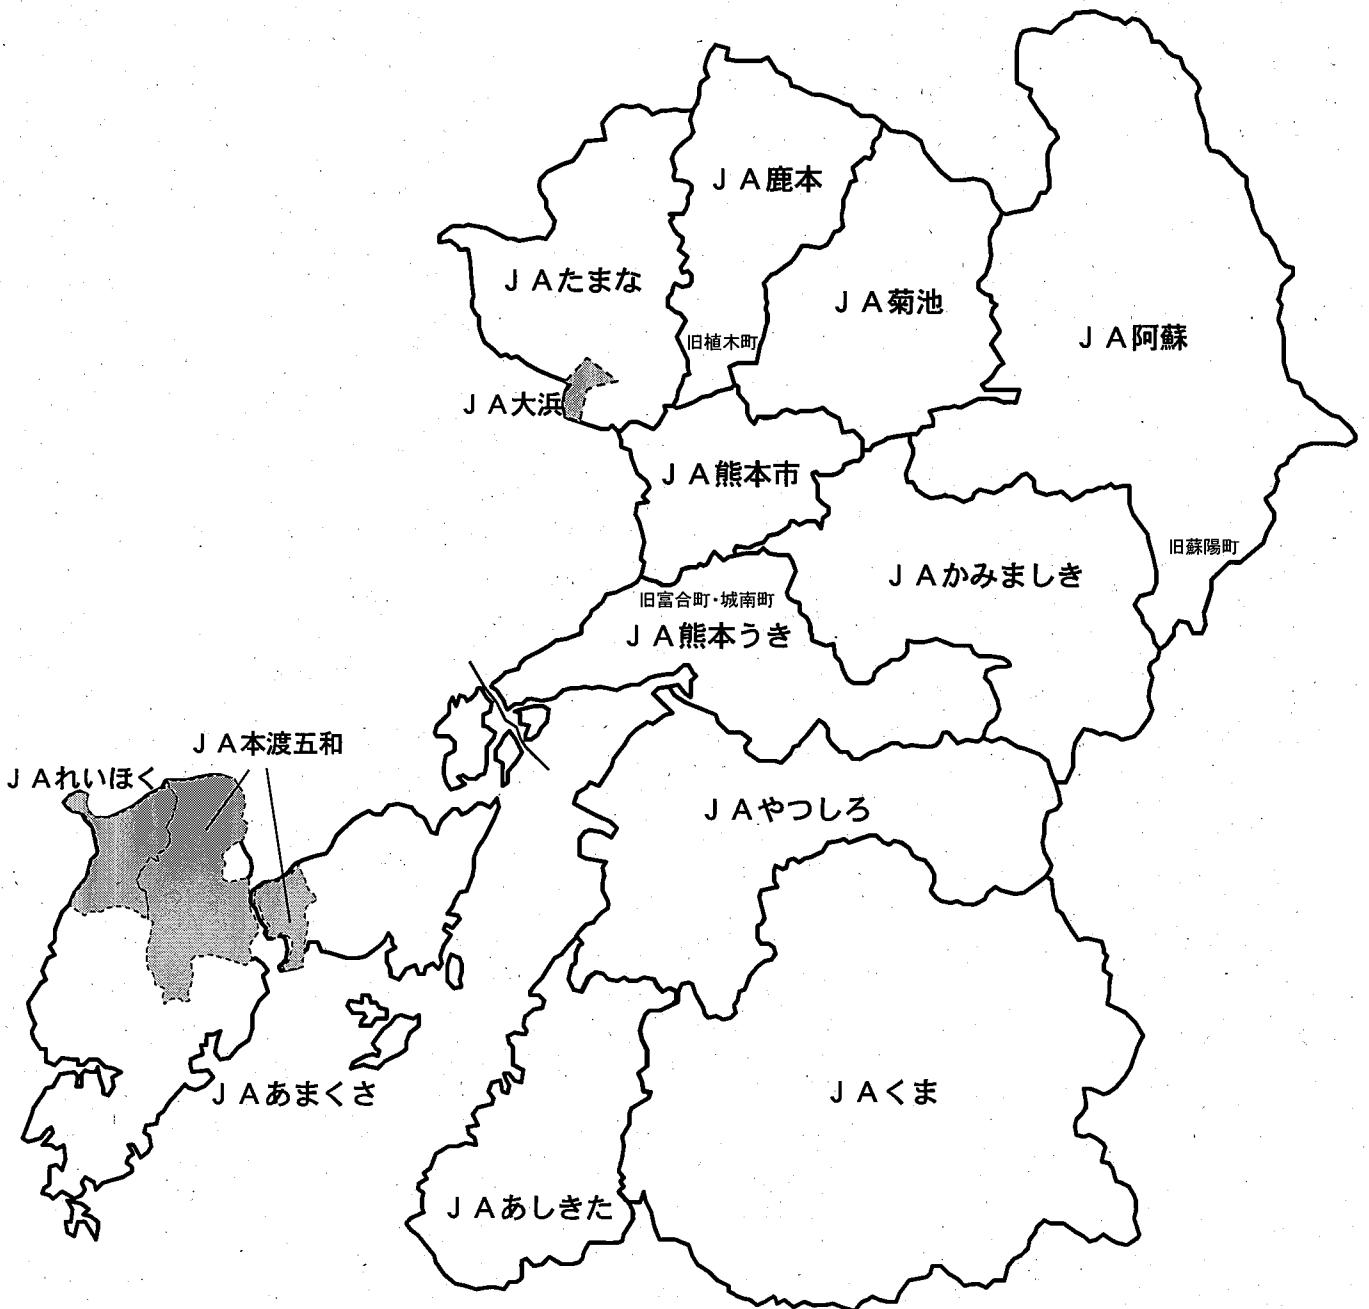 ＪＡ鹿本
ＪＡたまな
ＪＡ菊池
ＪＡ阿蘇
旧植木町
ＪＡ大浜
ＪＡ熊本市
旧蘇陽町
ＪＡかみましき
旧富合町・城南町
ＪＡ熊本うき
ＪＡ本渡五和
ＪＡれいほく
ＪＡやつしろ
ＪＡあまくさ
ＪＡくま
ＪＡあしきた